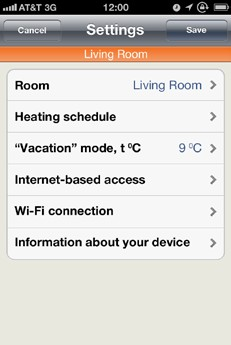 AT&T 3G 12:00
Cancel Settings Save
Living Room
Room Living Room
Heating schedule
“Vacation” mode, t ºC 9 ºC
Internet-based access
Wi-Fi connection
Information about your device